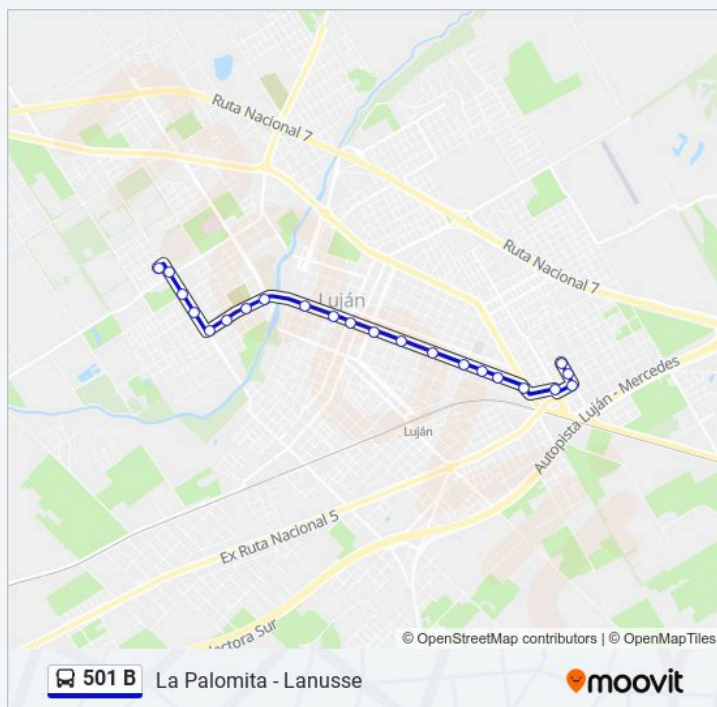 Ruta Nacional 7
Ruta Nacional 7
Luján
Autopista Luján - Mercedes
Luján
Ex Ruta Nacional 5
lectora Sur
© OpenStreetMap contributors | © OpenMapTiles
501 B La Palomita - Lanusse moovit